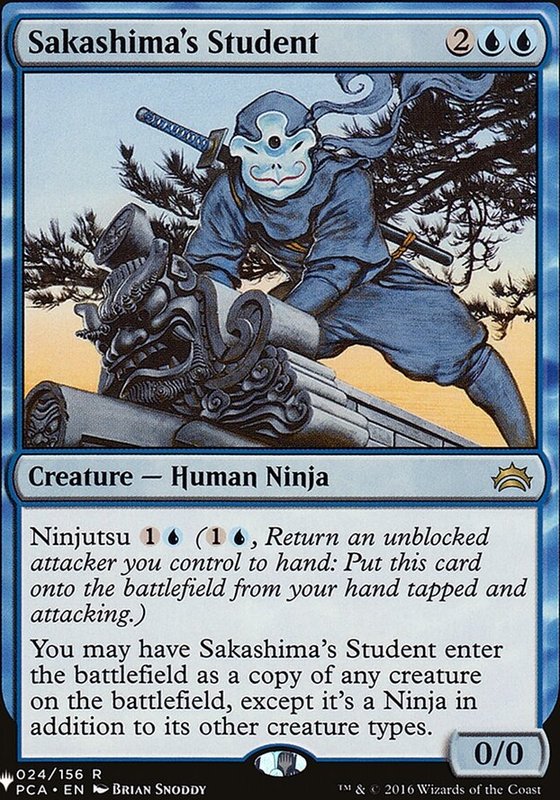 Sakashima's Student 2
Creature — Human Ninja
Ninjutsu 1 (1, Return an unblocked
attacker you control to hand: Put this card
onto the battlefield from your hand tapped and
attacking.)
You may have Sakashima's Student enter
the battlefield as a copy of any creature
on the battlefield, except it's a Ninja in
addition to its other creature types.
0/0
024/156 R
PCA • EN Brian Snoddy
™ & © 2016 Wizards of the Coast